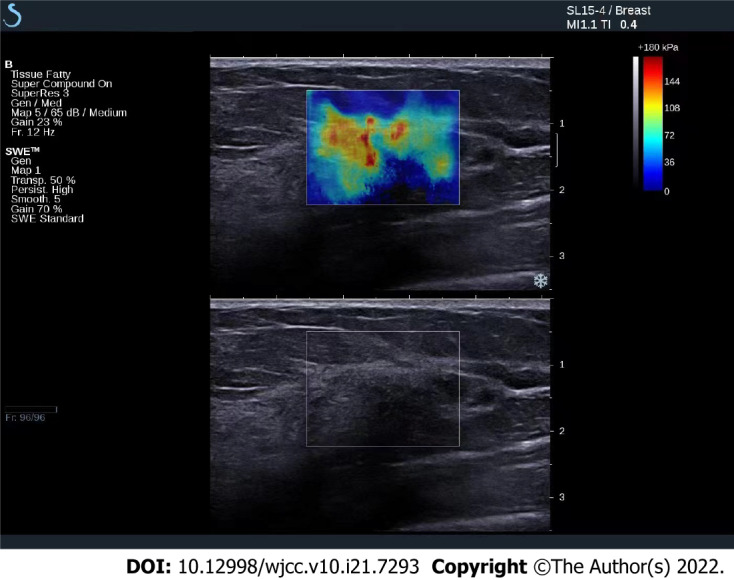 SL15-4 / Breast
MI1.1 TI 0.4
+180 kPa
B
Tissue Fatty
Super Compound On
SuperRes 3
Gen / Med
Map 5 / 65 dB / Medium
Gain 23 %
Fr. 12 Hz
SWE™
Gen
Map 1
Transp. 50 %
Persist. High
Smooth. 5
Gain 70 %
SWE Standard
144
108
72
36
0
1
2
3
1
2
3
Fr: 96/96
DOI: 10.12998/wjcc.v10.i21.7293 Copyright ©The Author(s) 2022.